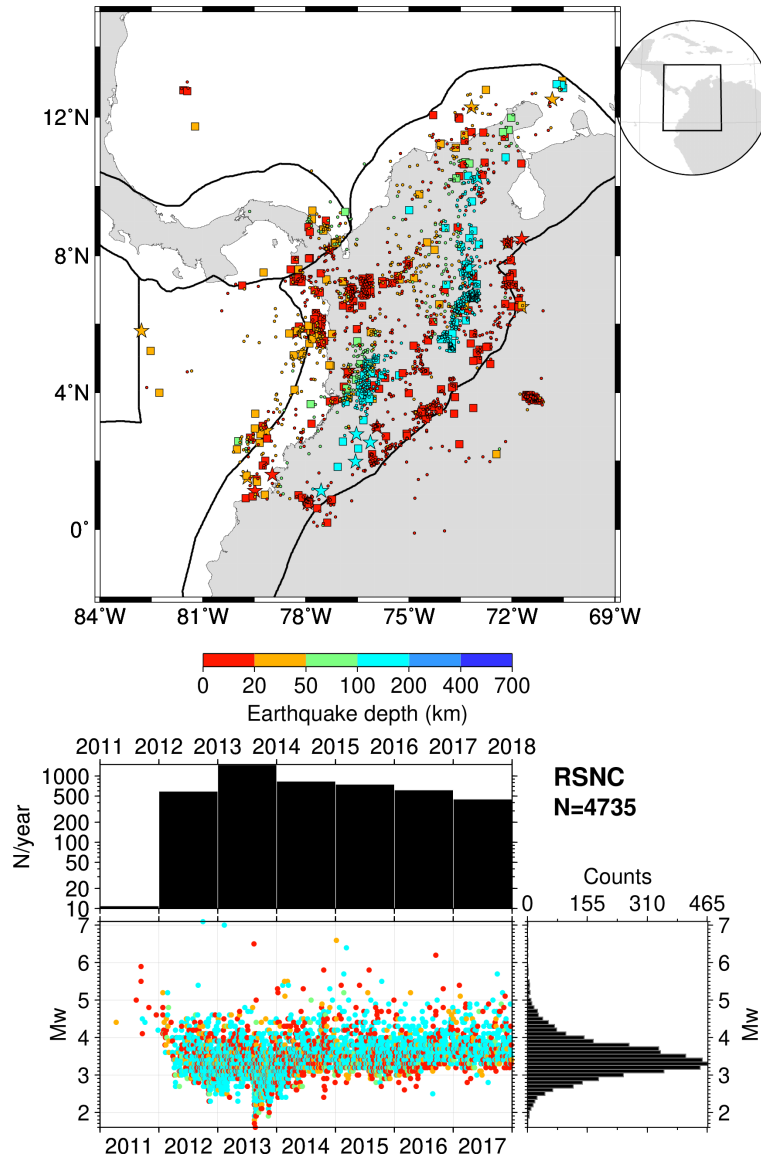 12°N
8°N
4°N
0°
84°W 81°W 78°W 75°W 72°W 69°W
0 20 50 100 200 400 700
Earthquake depth (km)
2011 2012 2013 2014 2015 2016 2017 2018
1000
500
200
100
50
20
10
N/year
RSNC
N=4735
Counts
0 155 310 465
7
6
5
4
3
2
Mw
7
6
5
4
3
2
Mw
2011 2012 2013 2014 2015 2016 2017